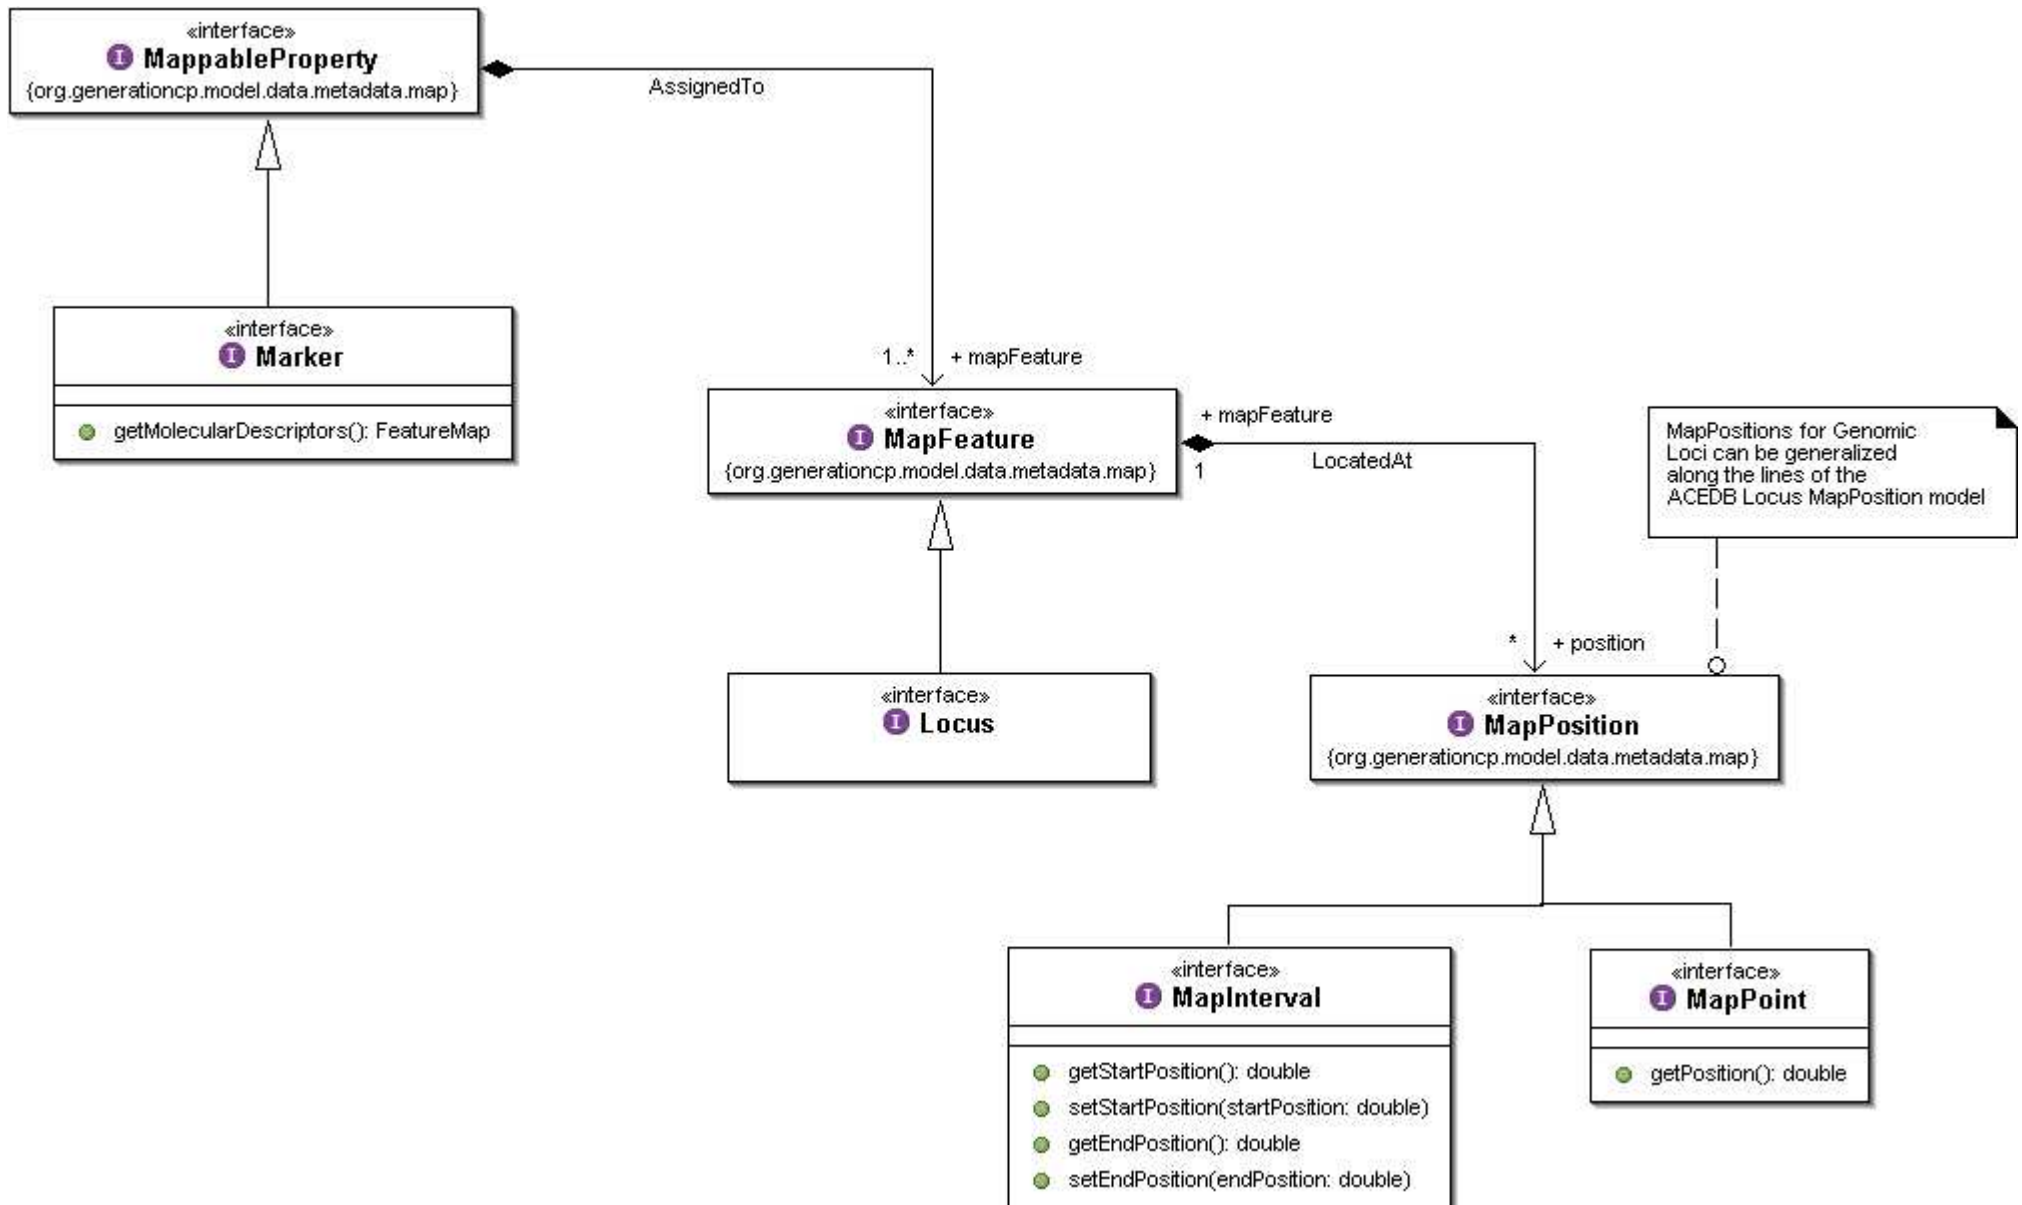 «interface»
MappableProperty
{org.generationcp.model.data.metadata.map}
AssignedTo
«interface»
Marker
getMolecularDescriptors(): FeatureMap
1..* + mapFeature
«interface»
MapFeature
{org.generationcp.model.data.metadata.map}
+ mapFeature
1
LocatedAt
MapPositions for Genomic
Loci can be generalized
along the lines of the
ACEDB Locus MapPosition model
* + position
«interface»
Locus
«interface»
MapPosition
{org.generationcp.model.data.metadata.map}
«interface»
MapInterval
getStartPosition(): double
setStartPosition(startPosition: double)
getEndPosition(): double
setEndPosition(endPosition: double)
«interface»
MapPoint
getPosition(): double